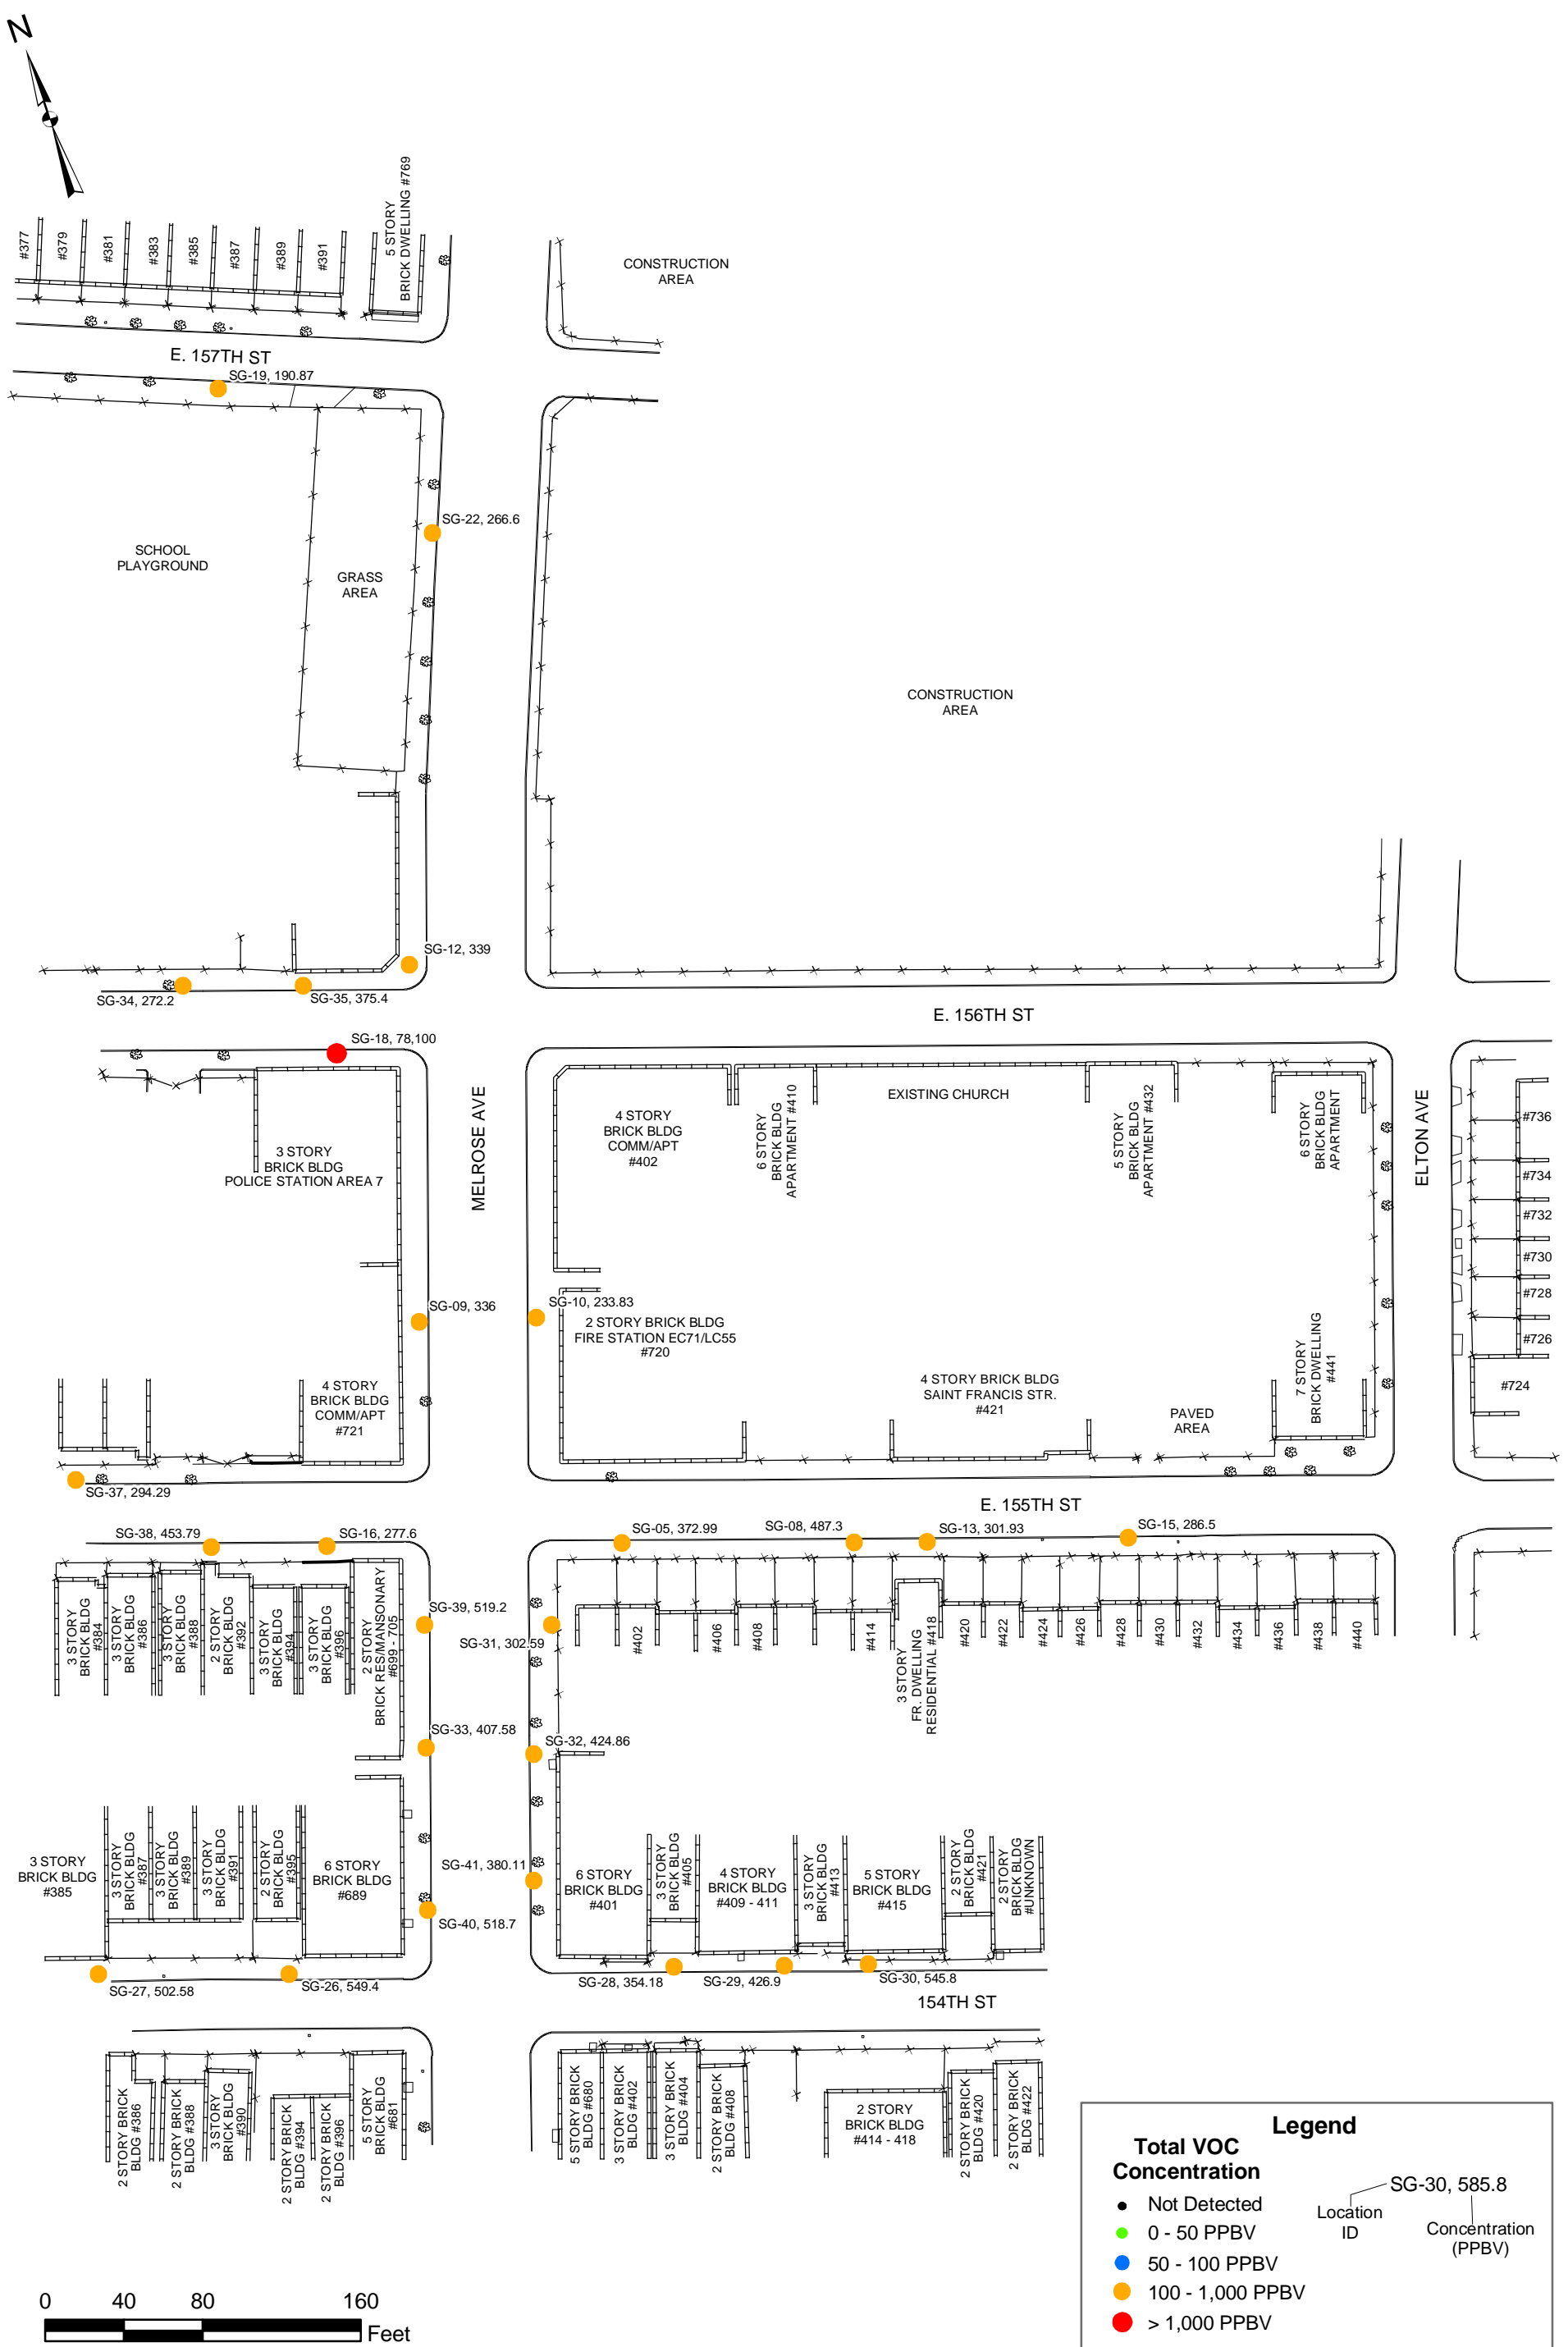 N
#377
#379
#381
#383
#385
#387
#389
#391
5 STORY
BRICK DWELLING #769
CONSTRUCTION
AREA
E. 157TH ST
SG-19, 190.87
SG-22, 266.6
SCHOOL
PLAYGROUND
GRASS
AREA
CONSTRUCTION
AREA
SG-12, 339
SG-34, 272.2
SG-35, 375.4
E. 156TH ST
SG-18, 78,100
MELROSE AVE
ELTON AVE
3 STORY
BRICK BLDG
POLICE STATION AREA 7
4 STORY
BRICK BLDG
COMM/APT
#402
6 STORY
BRICK BLDG
APARTMENT #410
EXISTING CHURCH
5 STORY
BRICK BLDG
APARTMENT #432
6 STORY
BRICK BLDG
APARTMENT
#736
#734
#732
#730
#728
#726
#724
SG-09, 336
SG-10, 233.83
2 STORY BRICK BLDG
FIRE STATION EC71/LC55
#720
4 STORY
BRICK BLDG
COMM/APT
#721
4 STORY BRICK BLDG
SAINT FRANCIS STR.
#421
PAVED
AREA
7 STORY
BRICK DWELLING
#441
SG-37, 294.29
E. 155TH ST
SG-38, 453.79
SG-16, 277.6
SG-05, 372.99
SG-08, 487.3
SG-13, 301.93
SG-15, 286.5
3 STORY
BRICK BLDG
#384
3 STORY
BRICK BLDG
#386
3 STORY
BRICK BLDG
#388
2 STORY
BRICK BLDG
#392
3 STORY
BRICK BLDG
#394
3 STORY
BRICK BLDG
#396
2 STORY
BRICK RES/MANSONARY
#699 - 705
SG-39, 519.2
SG-31, 302.59
#402
#406
#408
#414
3 STORY
FR. DWELLING
RESIDENTIAL #418
#420
#422
#424
#426
#428
#430
#432
#434
#436
#438
#440
SG-33, 407.58
SG-32, 424.86
3 STORY
BRICK BLDG
#385
3 STORY
BRICK BLDG
#387
3 STORY
BRICK BLDG
#389
3 STORY
BRICK BLDG
#391
2 STORY
BRICK BLDG
#395
6 STORY
BRICK BLDG
#689
SG-41, 380.11
SG-40, 518.7
6 STORY
BRICK BLDG
#401
3 STORY
BRICK BLDG
#405
4 STORY
BRICK BLDG
#409 - 411
3 STORY
BRICK BLDG
#413
5 STORY
BRICK BLDG
#415
2 STORY
BRICK BLDG
#421
2 STORY
BRICK BLDG
#UNKNOWN
SG-27, 502.58
SG-26, 549.4
SG-28, 354.18
SG-29, 426.9
SG-30, 545.8
154TH ST
2 STORY BRICK
BLDG #386
2 STORY BRICK
BLDG #388
3 STORY
BRICK BLDG
#390
2 STORY BRICK
BLDG #394
2 STORY BRICK
BLDG #396
5 STORY
BRICK BLDG
#681
5 STORY BRICK
BLDG #680
3 STORY BRICK
BLDG #402
3 STORY BRICK
BLDG #404
2 STORY BRICK
BLDG #408
2 STORY
BRICK BLDG
#414 - 418
2 STORY BRICK
BLDG #420
2 STORY BRICK
BLDG #422
Legend
Total VOC
Concentration
Not Detected
0 - 50 PPBV
50 - 100 PPBV
100 - 1,000 PPBV
> 1,000 PPBV
SG-30, 585.8
Location
ID
Concentration
(PPBV)
0 40 80 160
Feet